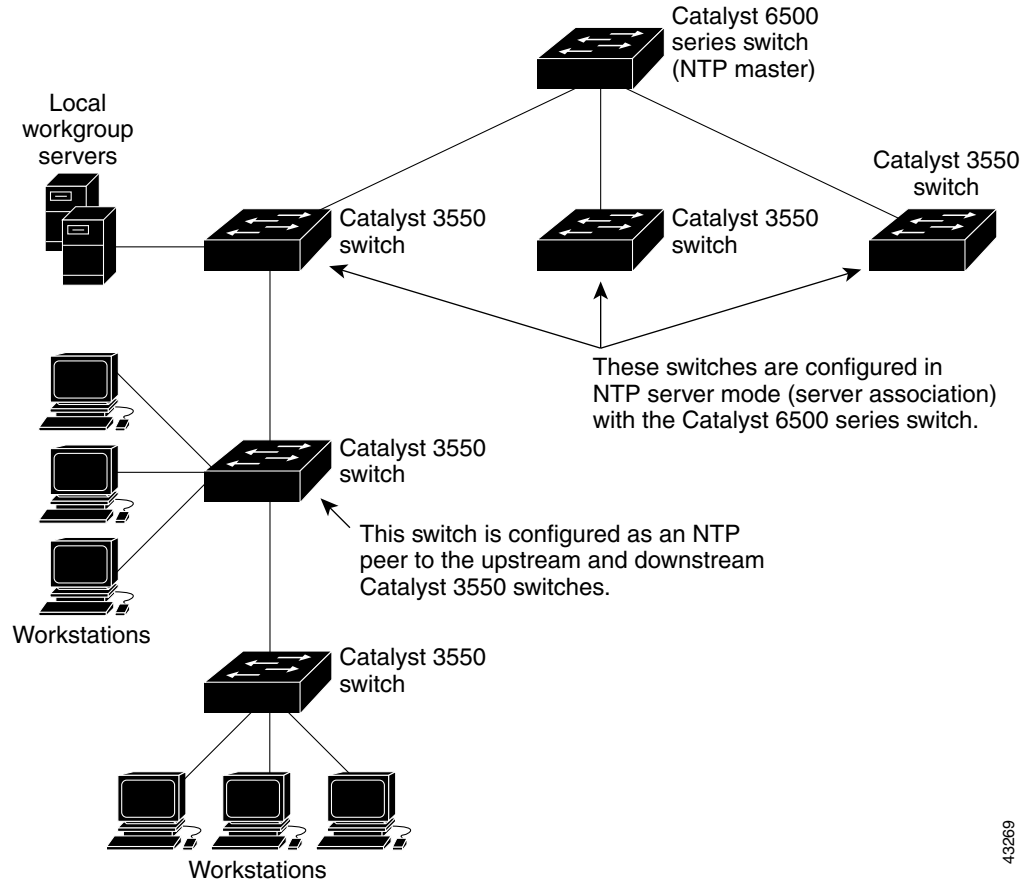 Catalyst 6500
series switch
(NTP master)
Local
workgroup
servers
Catalyst 3550
switch
Catalyst 3550
switch
Catalyst 3550
switch
These switches are configured in
NTP server mode (server association)
with the Catalyst 6500 series switch.
Catalyst 3550
switch
This switch is configured as an NTP
peer to the upstream and downstream
Catalyst 3550 switches.
Workstations
Catalyst 3550
switch
Workstations
43269